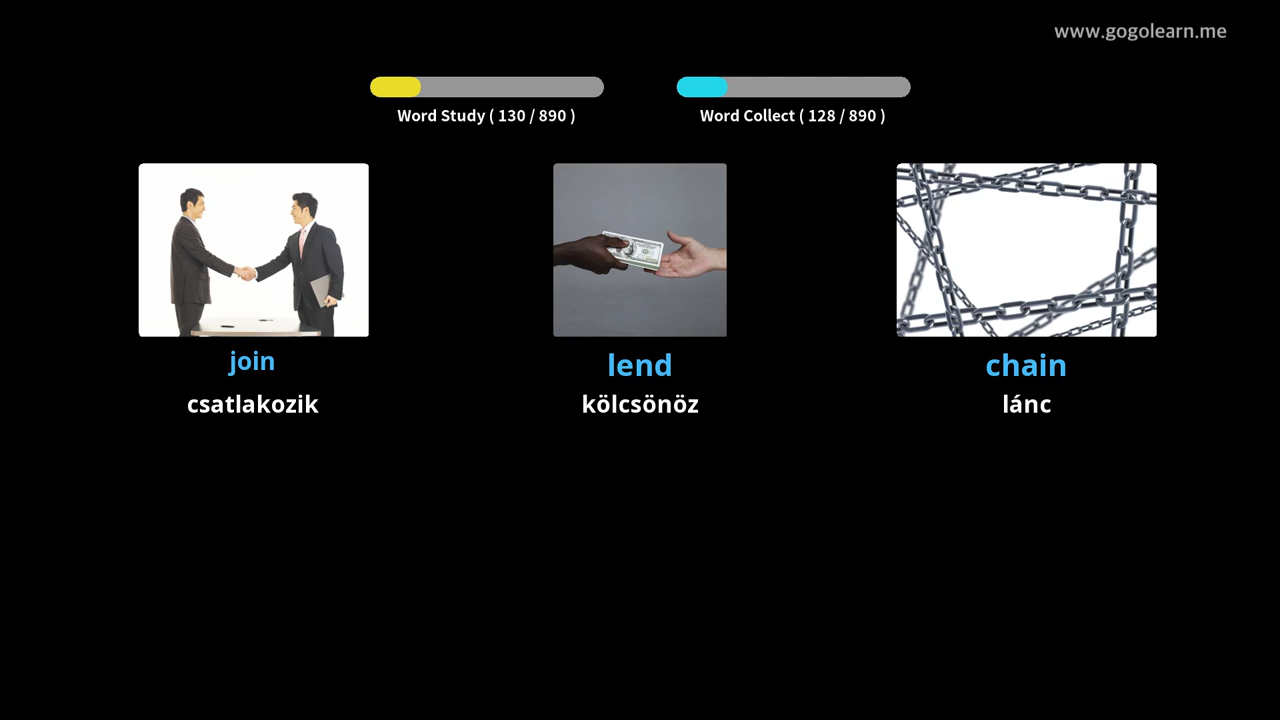 www.gogolearn.me
Word Study ( 130 / 890 )
Word Collect ( 128 / 890 )
join
lend
chain
csatlakozik
kölcsönöz
lánc